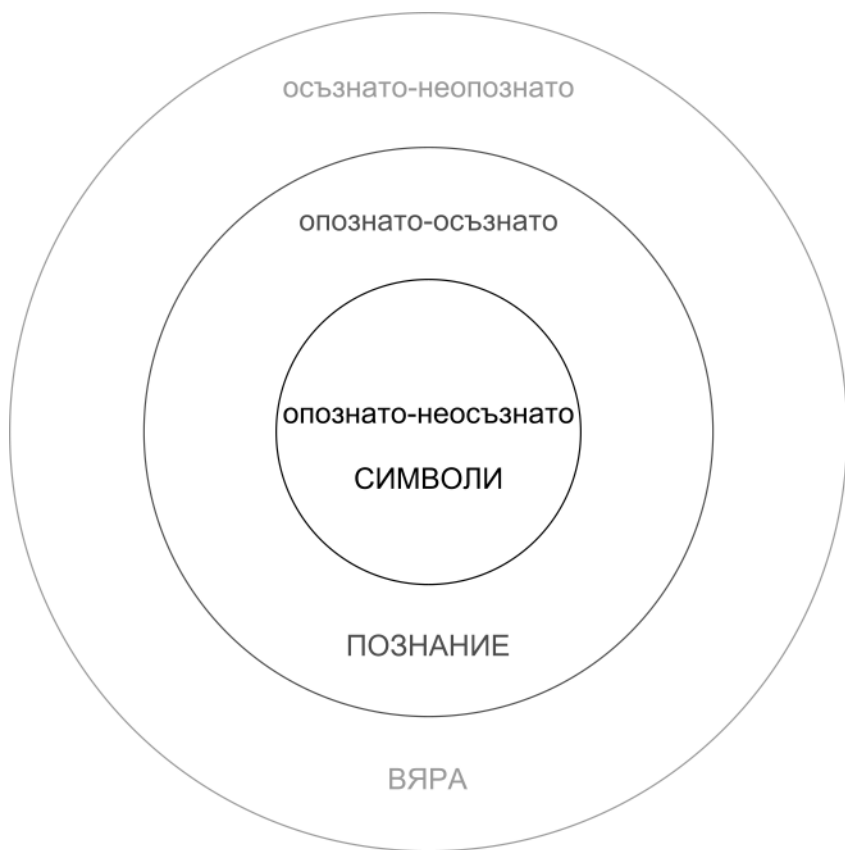 осъзнато-неопознато
опознато-осъзнато
опознато-неосъзнато
СИМВОЛИ
ПОЗНАНИЕ
ВЯРА